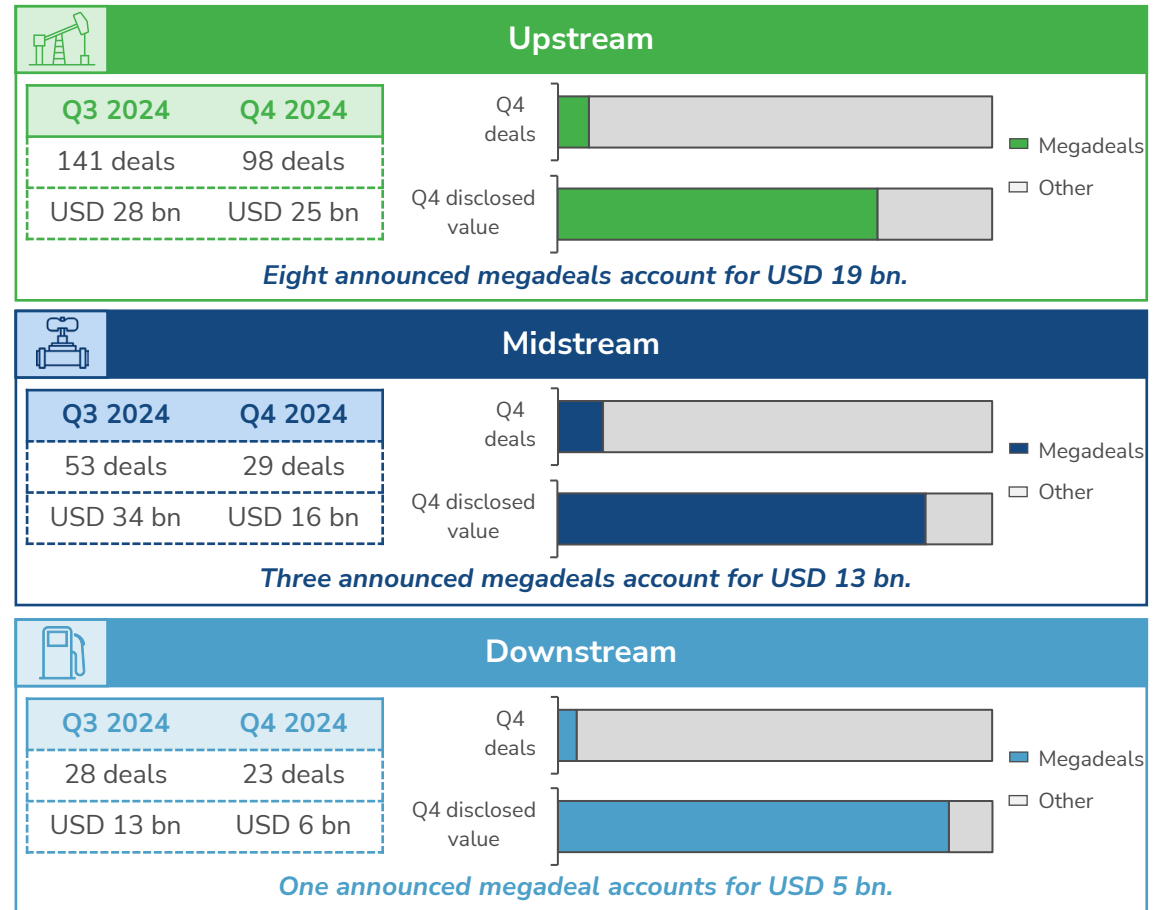 Upstream
Q3 2024 Q4 2024
141 deals 98 deals
USD 28 bn USD 25 bn
Q4
deals
Q4 disclosed
value
Megadeals
Other
Eight announced megadeals account for USD 19 bn.
Midstream
Q3 2024 Q4 2024
53 deals 29 deals
USD 34 bn USD 16 bn
Q4
deals
Q4 disclosed
value
Megadeals
Other
Three announced megadeals account for USD 13 bn.
Downstream
Q3 2024 Q4 2024
28 deals 23 deals
USD 13 bn USD 6 bn
Q4
deals
Q4 disclosed
value
Megadeals
Other
One announced megadeal accounts for USD 5 bn.